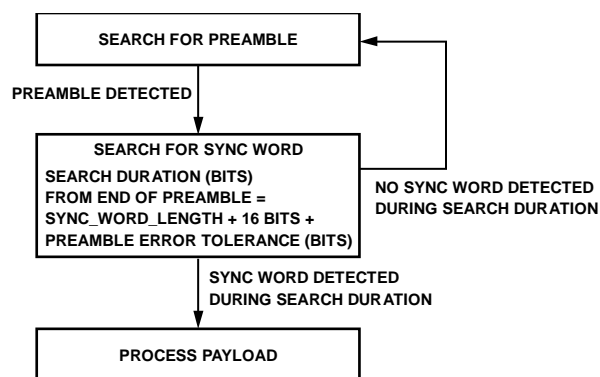 SEARCH FOR PREAMBLE
PREAMBLE DETECTED
SEARCH FOR SYNC WORD
SEARCH DURATION (BITS)
FROM END OF PREAMBLE =
SYNC_WORD_LENGTH + 16 BITS +
PREAMBLE ERROR TOLERANCE (BITS)
NO SYNC WORD DETECTED
DURING SEARCH DURATION
SYNC WORD DETECTED
DURING SEARCH DURATION
PROCESS PAYLOAD